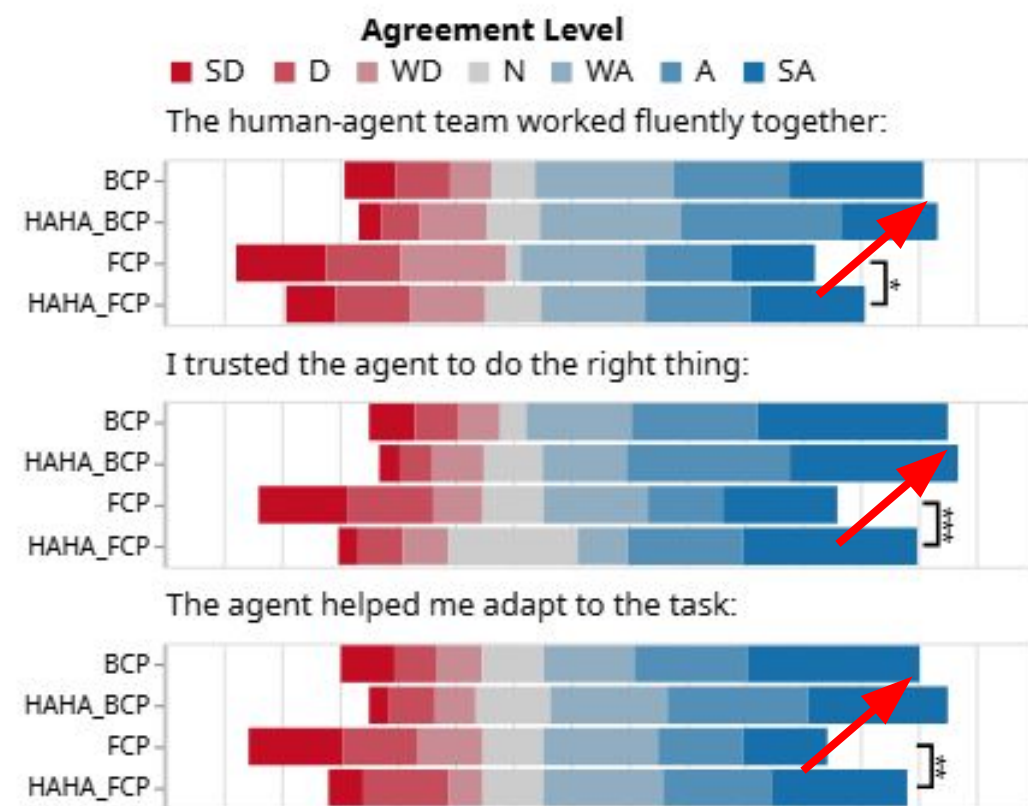 Agreement Level
SD D WD N WA A SA
The human-agent team worked fluently together:
BCP
HAHA_BCP
FCP
HAHA_FCP
*
I trusted the agent to do the right thing:
BCP
HAHA_BCP
FCP
HAHA_FCP
***
The agent helped me adapt to the task:
BCP
HAHA_BCP
FCP
HAHA_FCP
**